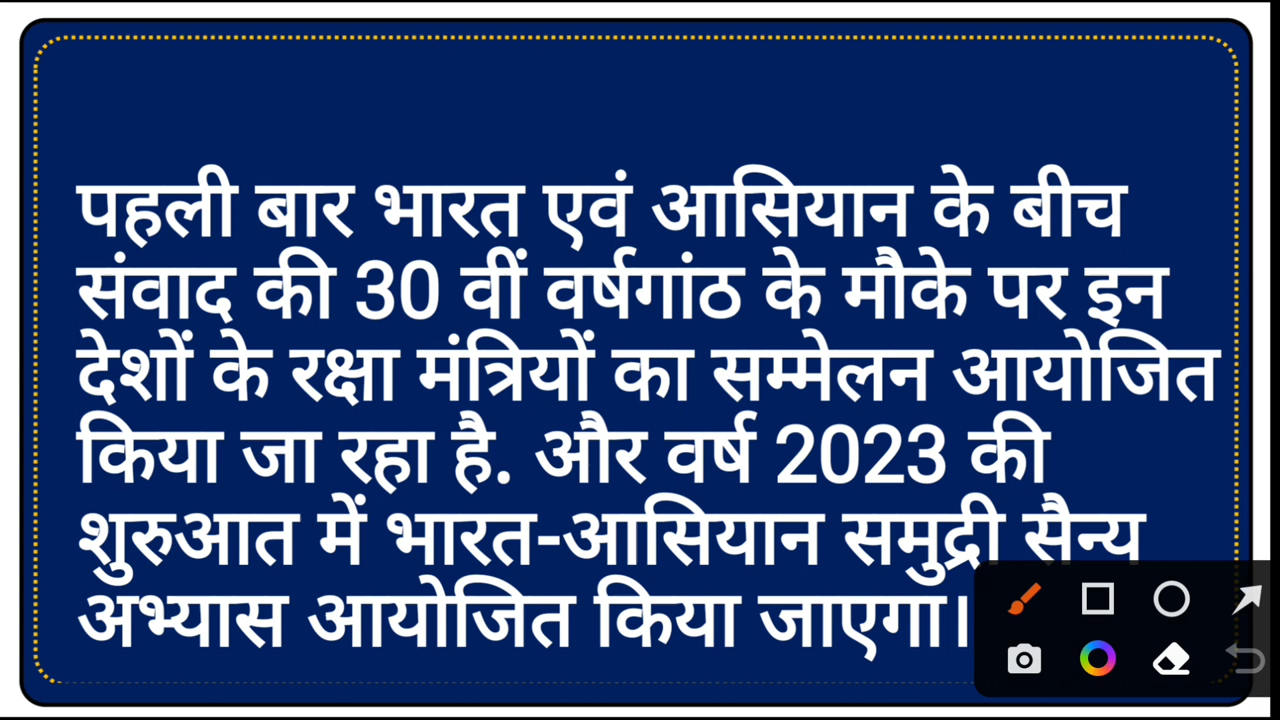 पहली बार भारत एवं आसियान के बीच
संवाद की 30 वीं वर्षगांठ के मौके पर इन
देशों के रक्षा मंत्रियों का सम्मेलन आयोजित
किया जा रहा है. और वर्ष 2023 की
शुरुआत में भारत-आसियान समुद्री सैन्य
अभ्यास आयोजित किया जाएगा।